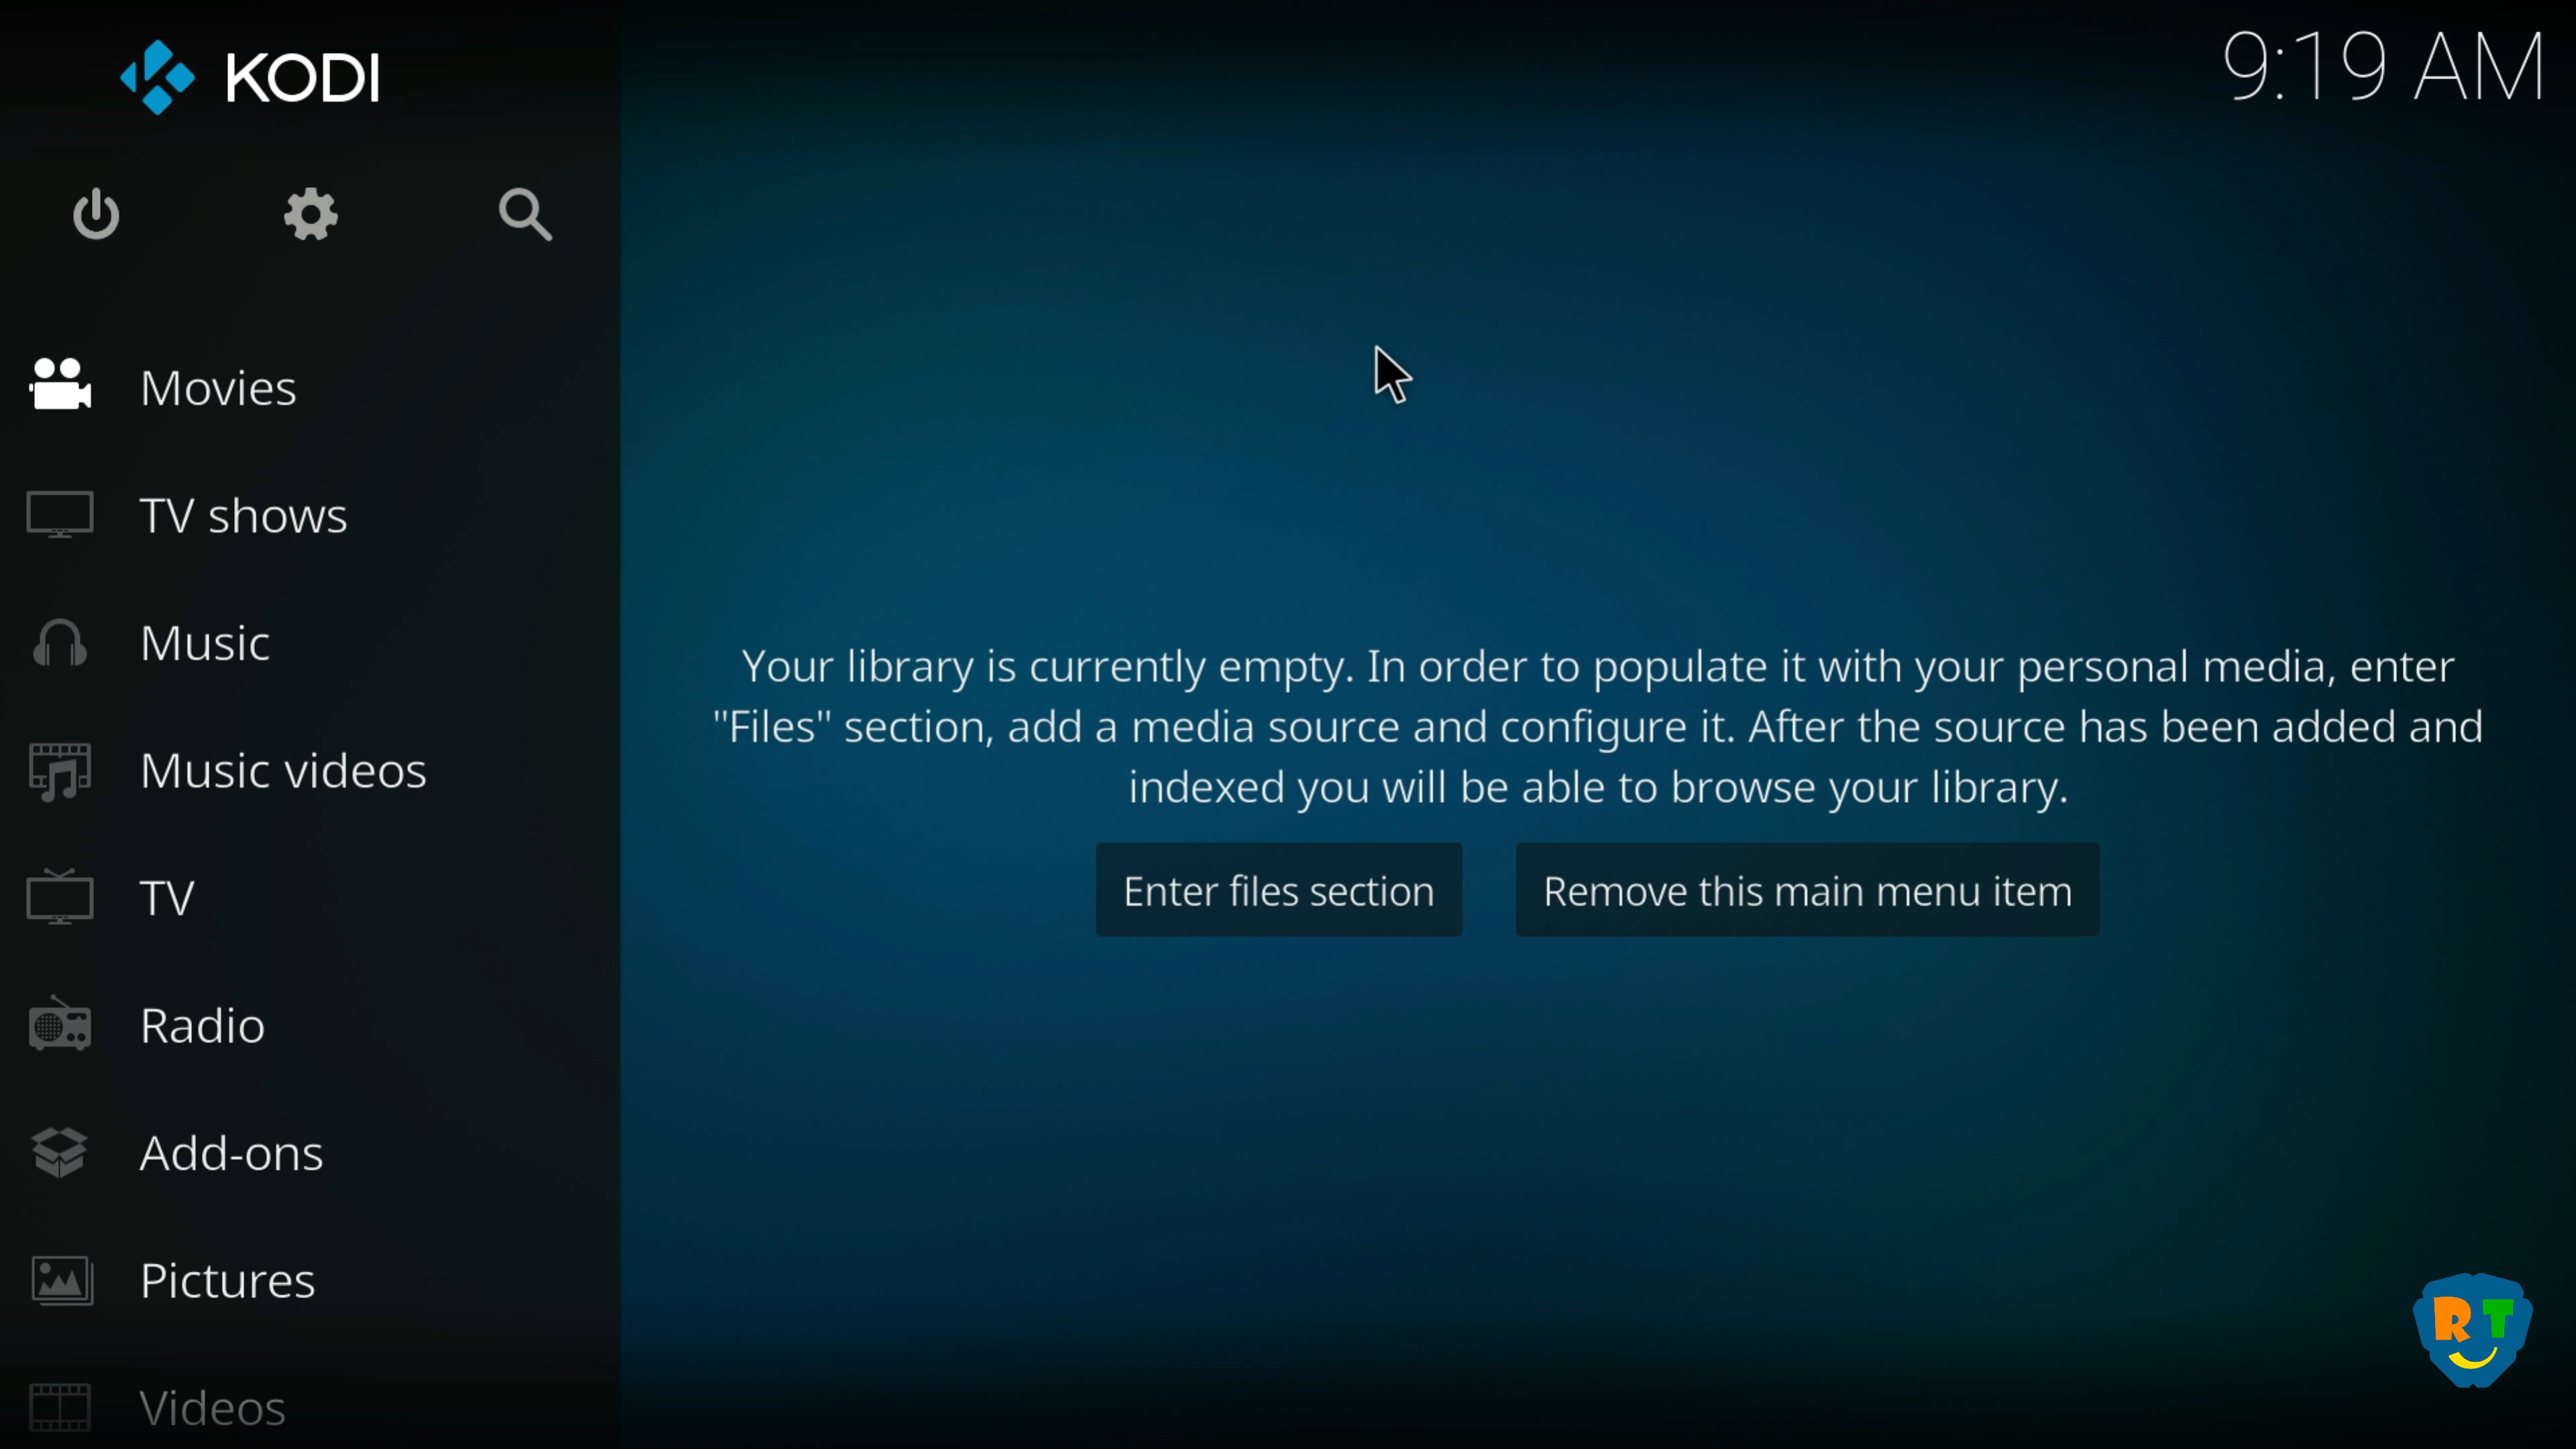 KODI
9:19 AM
Movies
TV shows
Music
Music videos
TV
Radio
Add-ons
Pictures
Videos
Your library is currently empty. In order to populate it with your personal media, enter
"Files" section, add a media source and configure it. After the source has been added and
indexed you will be able to browse your library.
Enter files section
Remove this main menu item
RT